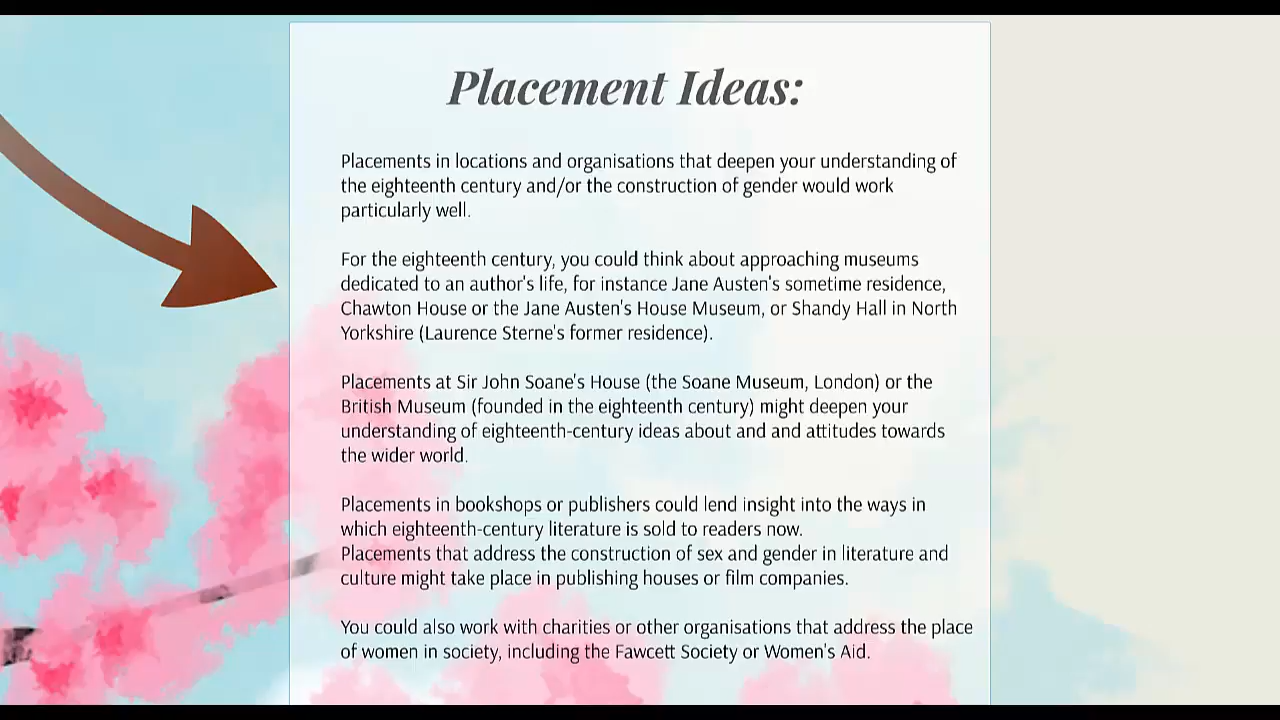 Placement Ideas:
Placements in locations and organisations that deepen your understanding of
the eighteenth century and/or the construction of gender would work
particularly well.
For the eighteenth century, you could think about approaching museums
dedicated to an author's life, for instance Jane Austen's sometime residence,
Chawton House or the Jane Austen's House Museum, or Shandy Hall in North
Yorkshire (Laurence Sterne's former residence).
Placements at Sir John Soane's House (the Soane Museum, London) or the
British Museum (founded in the eighteenth century) might deepen your
understanding of eighteenth-century ideas about and and attitudes towards
the wider world.
Placements in bookshops or publishers could lend insight into the ways in
which eighteenth-century literature is sold to readers now.
Placements that address the construction of sex and gender in literature and
culture might take place in publishing houses or film companies.
You could also work with charities or other organisations that address the place
of women in society, including the Fawcett Society or Women's Aid.